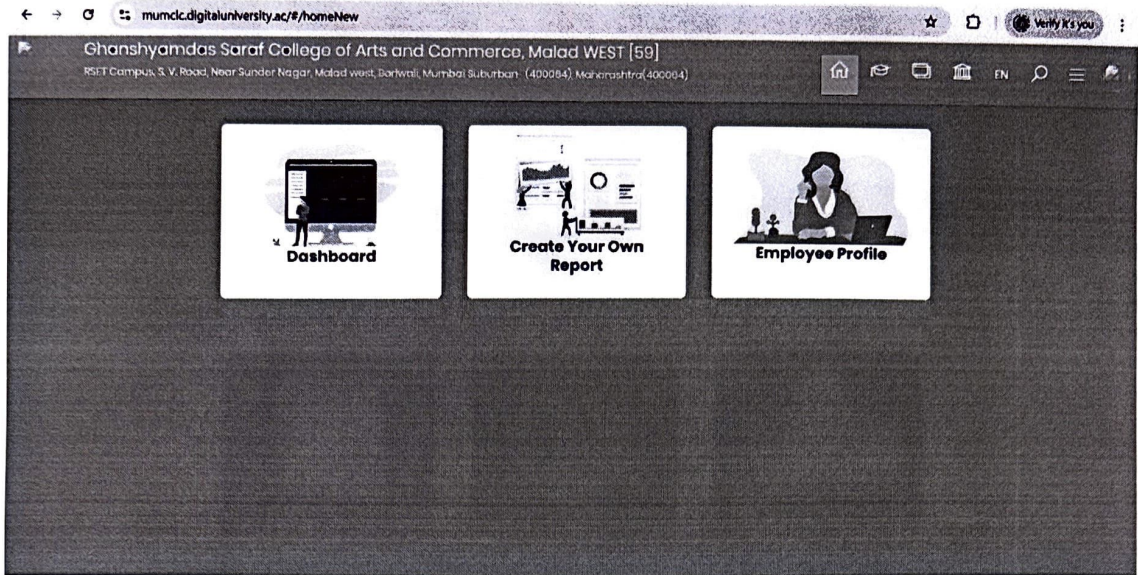 mumclc.digitaluniversity.ac/#/homeNew
Verify it's you
Ghanshyamdas Saraf College of Arts and Commerce, Malad WEST [59]
RSET Campus, S. V. Road, Near Sunder Nagar, Malad west, Borivali, Mumbai Suburban (400064), Maharashtra(400064)
EN
Dashboard
Create Your Own
Report
Employee Profile